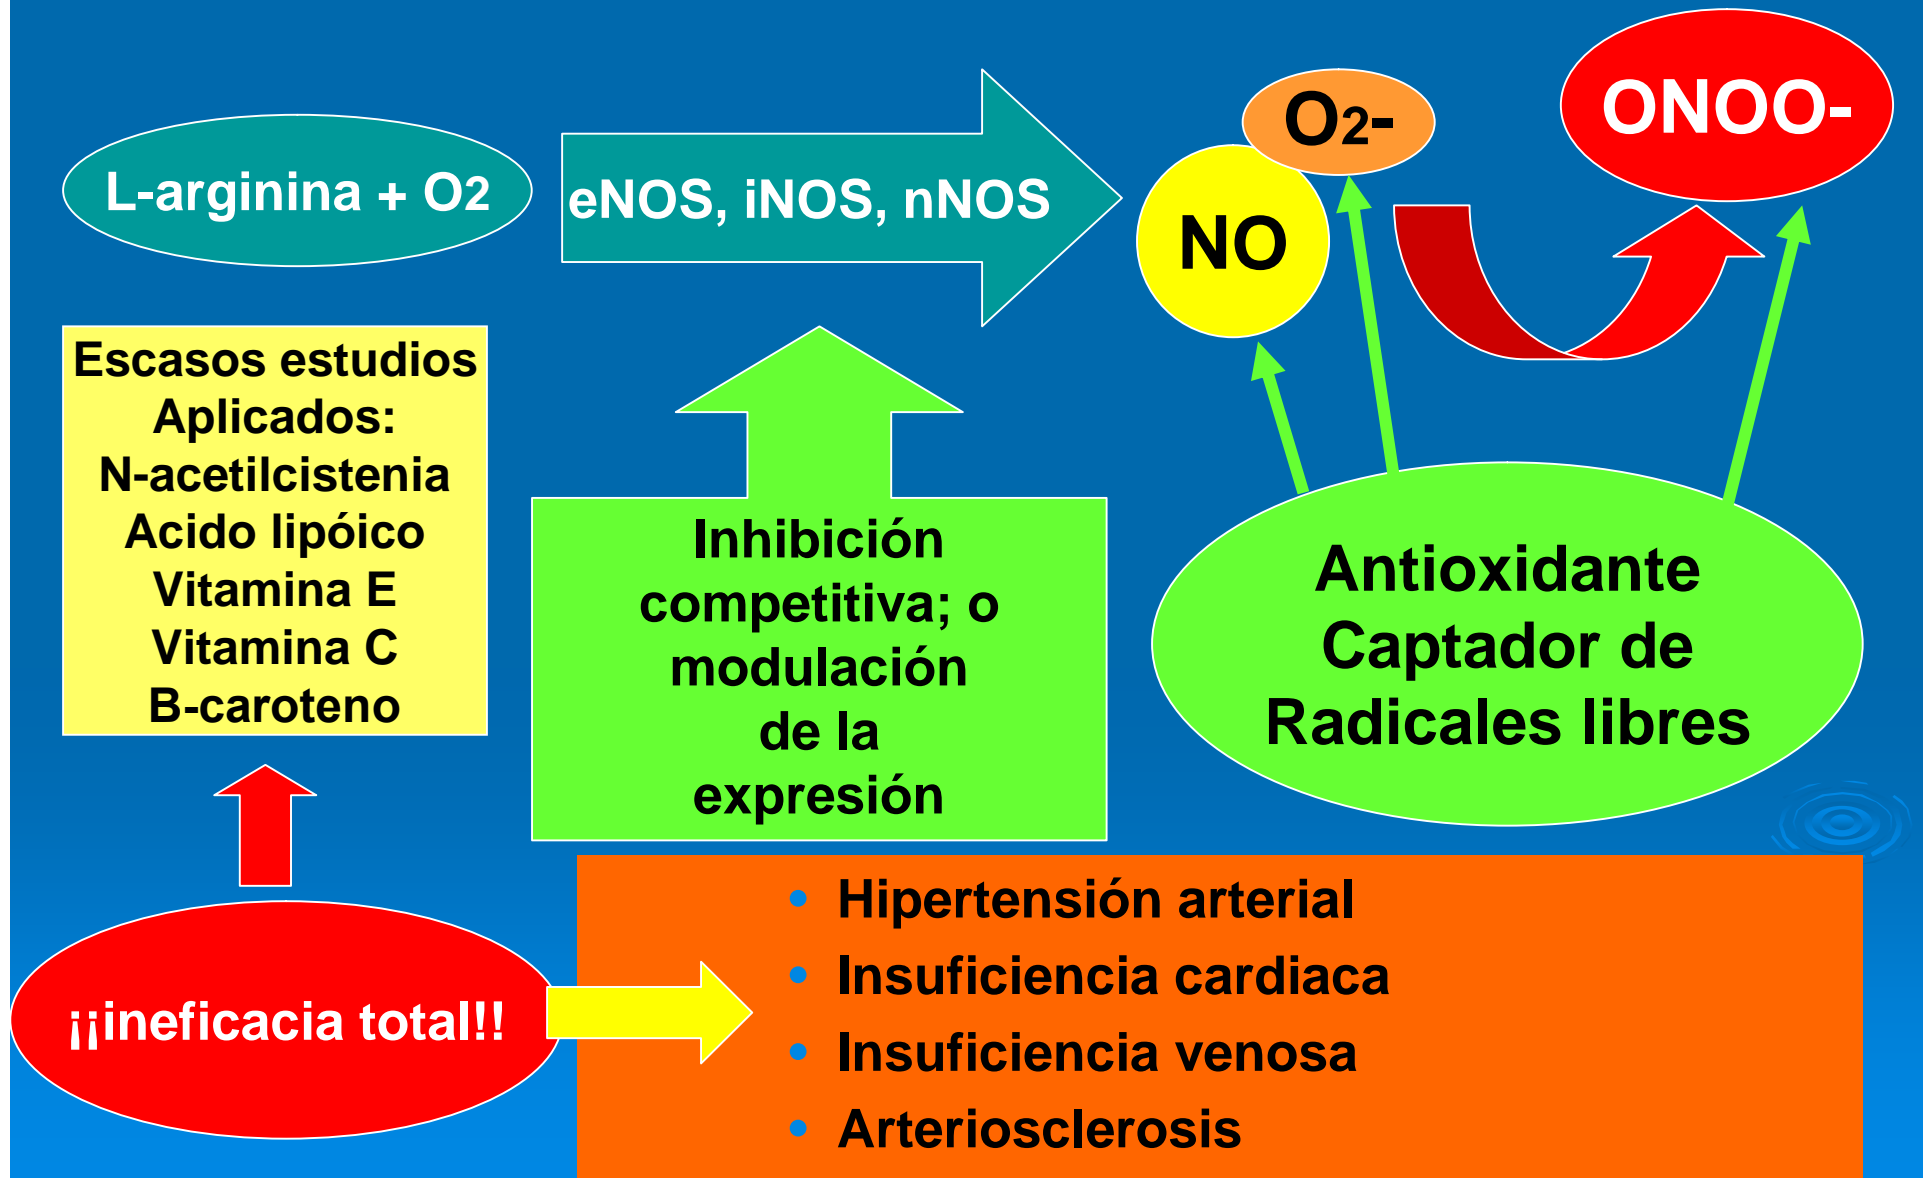 L-arginina + O2
eNOS, iNOS, nNOS
O2-
NO
ONOO-
Escasos estudios
Aplicados:
N-acetilcistenia
Acido lipóico
Vitamina E
Vitamina C
B-caroteno
Inhibición
competitiva; o
modulación
de la
expresión
Antioxidante
Captador de
Radicales libres
¡¡ineficacia total!!
• Hipertensión arterial
• Insuficiencia cardiaca
• Insuficiencia venosa
• Arteriosclerosis